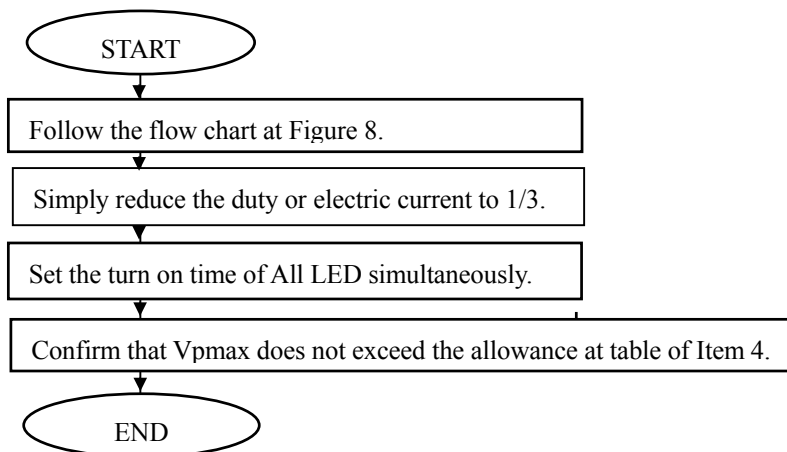 START
Follow the flow chart at Figure 8.
Simply reduce the duty or electric current to 1/3.
Set the turn on time of All LED simultaneously.
Confirm that Vpmax does not exceed the allowance at table of Item 4.
END